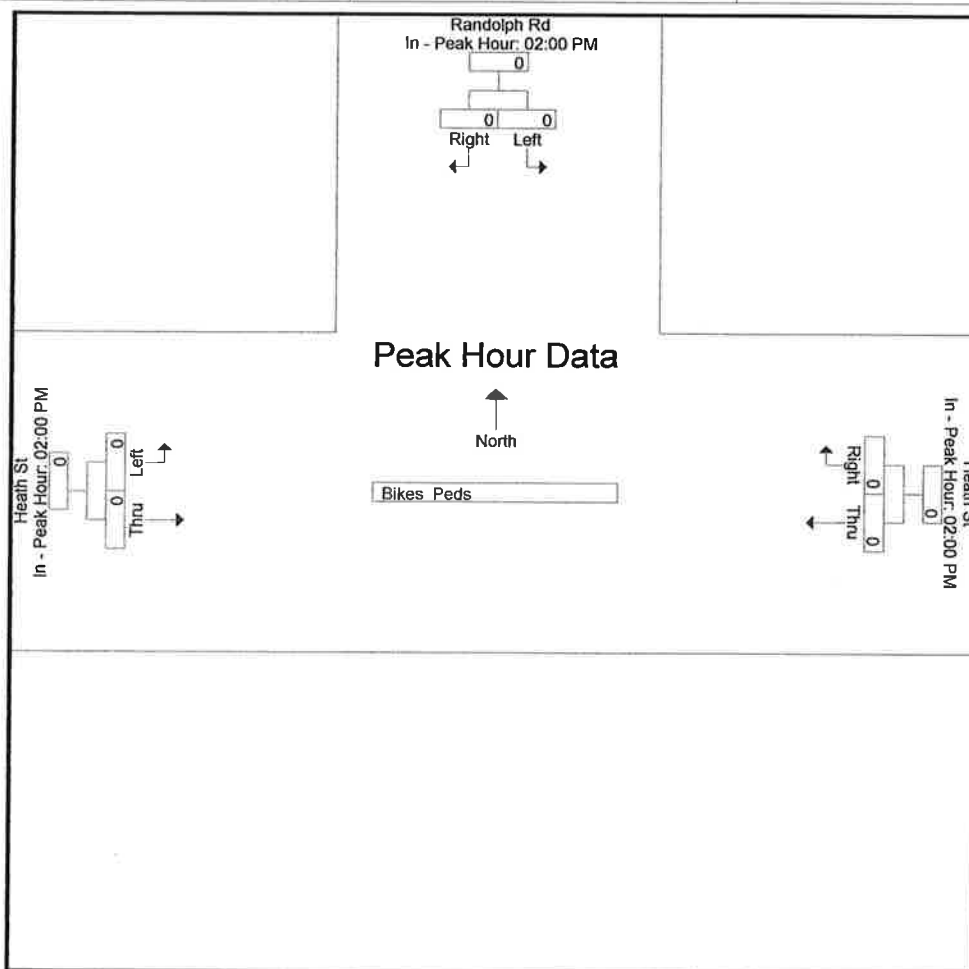 Randolph Rd
In - Peak Hour: 02:00 PM
0
0 0
Right Left
Peak Hour Data
North
Bikes Peds
Heath St
In - Peak Hour: 02:00 PM
0
0 0
Left Thru
Heath St
In - Peak Hour: 02:00 PM
0
0 0
Right Thru